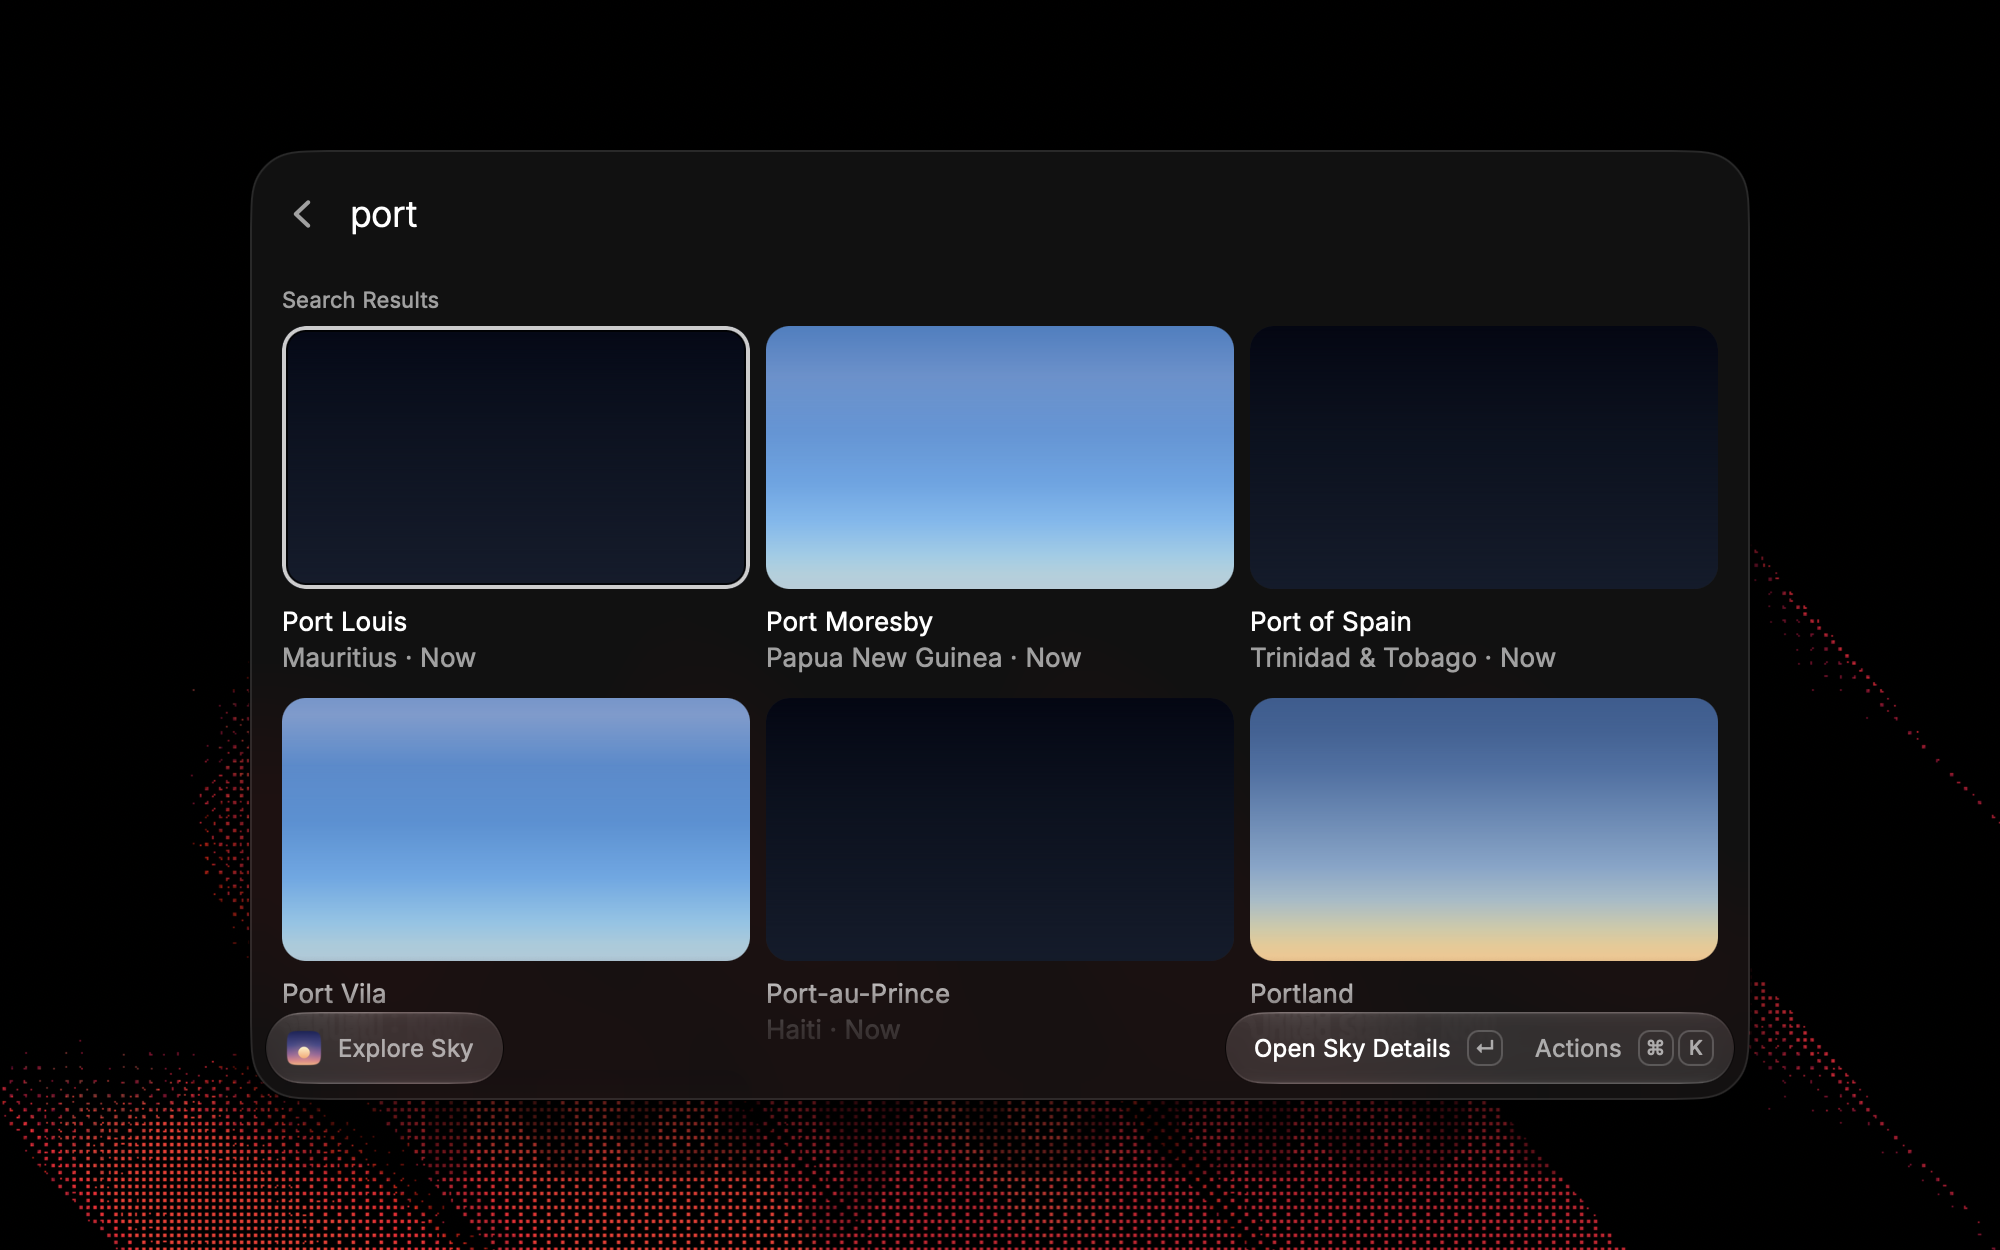 port
Search Results
Port Louis
Mauritius · Now
Port Moresby
Papua New Guinea · Now
Port of Spain
Trinidad & Tobago · Now
Port Vila
Port-au-Prince
Haiti · Now
Portland
Explore Sky
Open Sky Details ↵ Actions ⌘ K